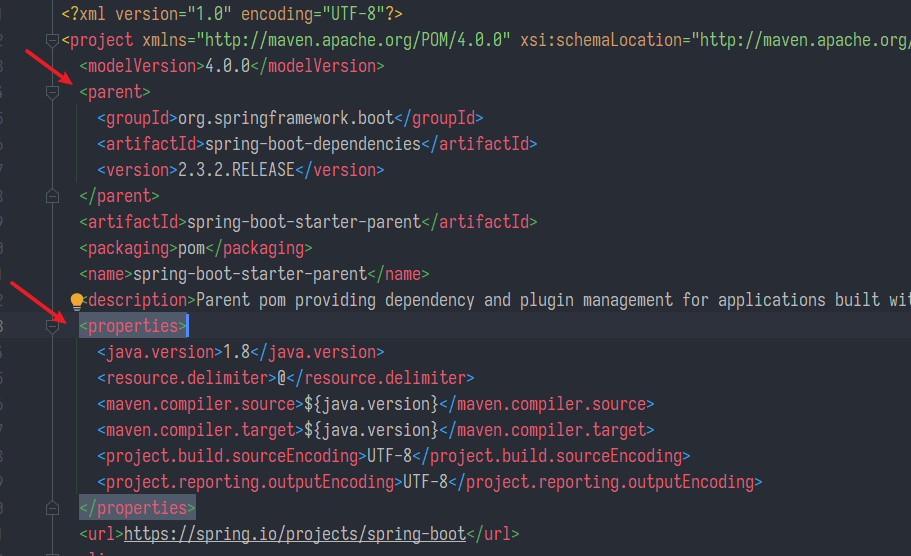 <?xml version="1.0" encoding="UTF-8"?>
<project xmlns="http://maven.apache.org/POM/4.0.0" xsi:schemaLocation="http://maven.apache.org/
<modelVersion>4.0.0</modelVersion>
<parent>
<groupId>org.springframework.boot</groupId>
<artifactId>spring-boot-dependencies</artifactId>
<version>2.3.2.RELEASE</version>
</parent>
<artifactId>spring-boot-starter-parent</artifactId>
<packaging>pom</packaging>
<name>spring-boot-starter-parent</name>
<description>Parent pom providing dependency and plugin management for applications built wi
<properties>
<java.version>1.8</java.version>
<resource.delimiter>@</resource.delimiter>
<maven.compiler.source>${java.version}</maven.compiler.source>
<maven.compiler.target>${java.version}</maven.compiler.target>
<project.build.sourceEncoding>UTF-8</project.build.sourceEncoding>
<project.reporting.outputEncoding>UTF-8</project.reporting.outputEncoding>
</properties>
<url>https://spring.io/projects/spring-boot</url>